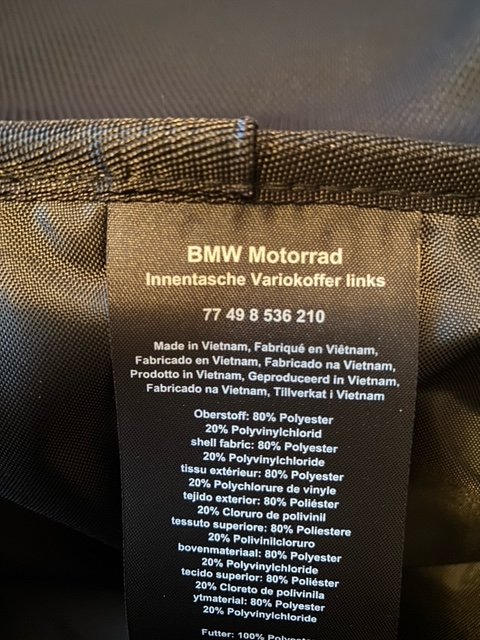 BMW Motorrad
Innentasche Variokoffer links
77 49 8 536 210
Made in Vietnam, Fabriqué en Viêtnam,
Fabricado en Vietnam, Fabricado na Vietnam,
Prodotto in Vietnam, Geproduceerd in Vietnam,
Fabricado na Vietnam, Tillverkat i Vietnam
Oberstoff: 80% Polyester
20% Polyvinylchlorid
shell fabric: 80% Polyester
20% Polyvinylchloride
tissu extérieur: 80% Polyester
20% Polychlorure de vinyle
tejido exterior: 80% Poliéster
20% Cloruro de polivinil
tessuto superiore: 80% Poliestere
20% Polivinilcloruro
bovenmateriaal: 80% Polyester
20% Polyvinylchloride
tecido superior: 80% Poliéster
20% Cloreto de polivinila
ytmaterial: 80% Polyester
20% Polyvinylchloride
Futter: 100%